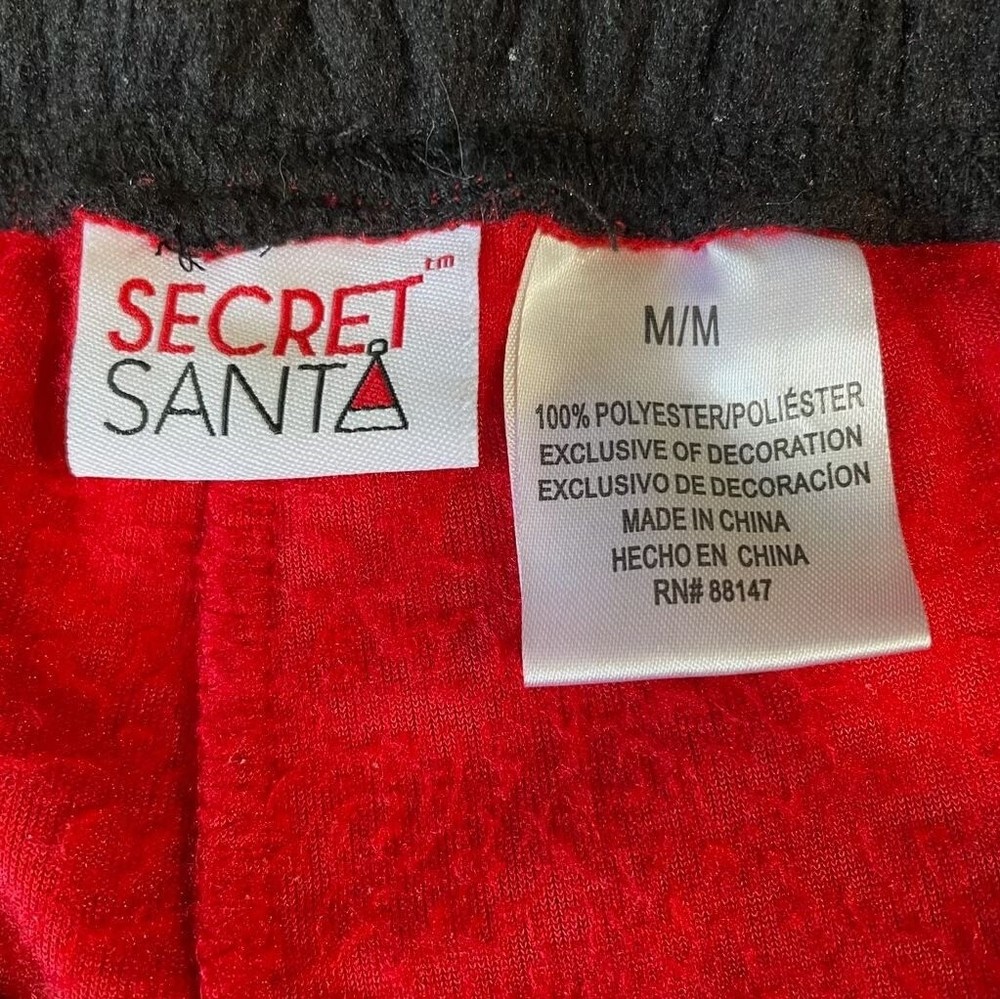 SECRET™
SANTA
M/M
100% POLYESTER/POLIÉSTER
EXCLUSIVE OF DECORATION
EXCLUSIVO DE DECORACÍON
MADE IN CHINA
HECHO EN CHINA
RN# 88147